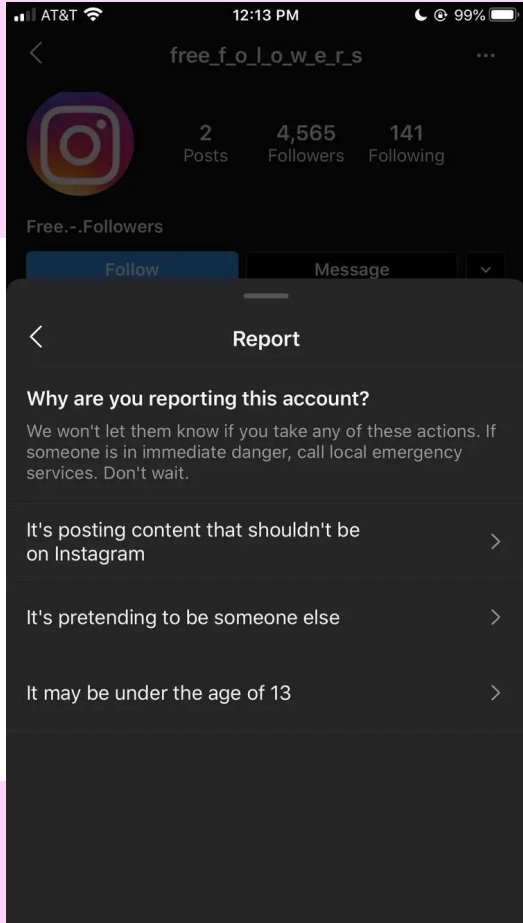 AT&T 12:13 PM 99%
free_f_o_l_o_w_e_r_s
2 4,565 141
Posts Followers Following
Free.-.Followers
Follow Message
Report
Why are you reporting this account?
We won't let them know if you take any of these actions. If
someone is in immediate danger, call local emergency
services. Don't wait.
It's posting content that shouldn't be
on Instagram
It's pretending to be someone else
It may be under the age of 13